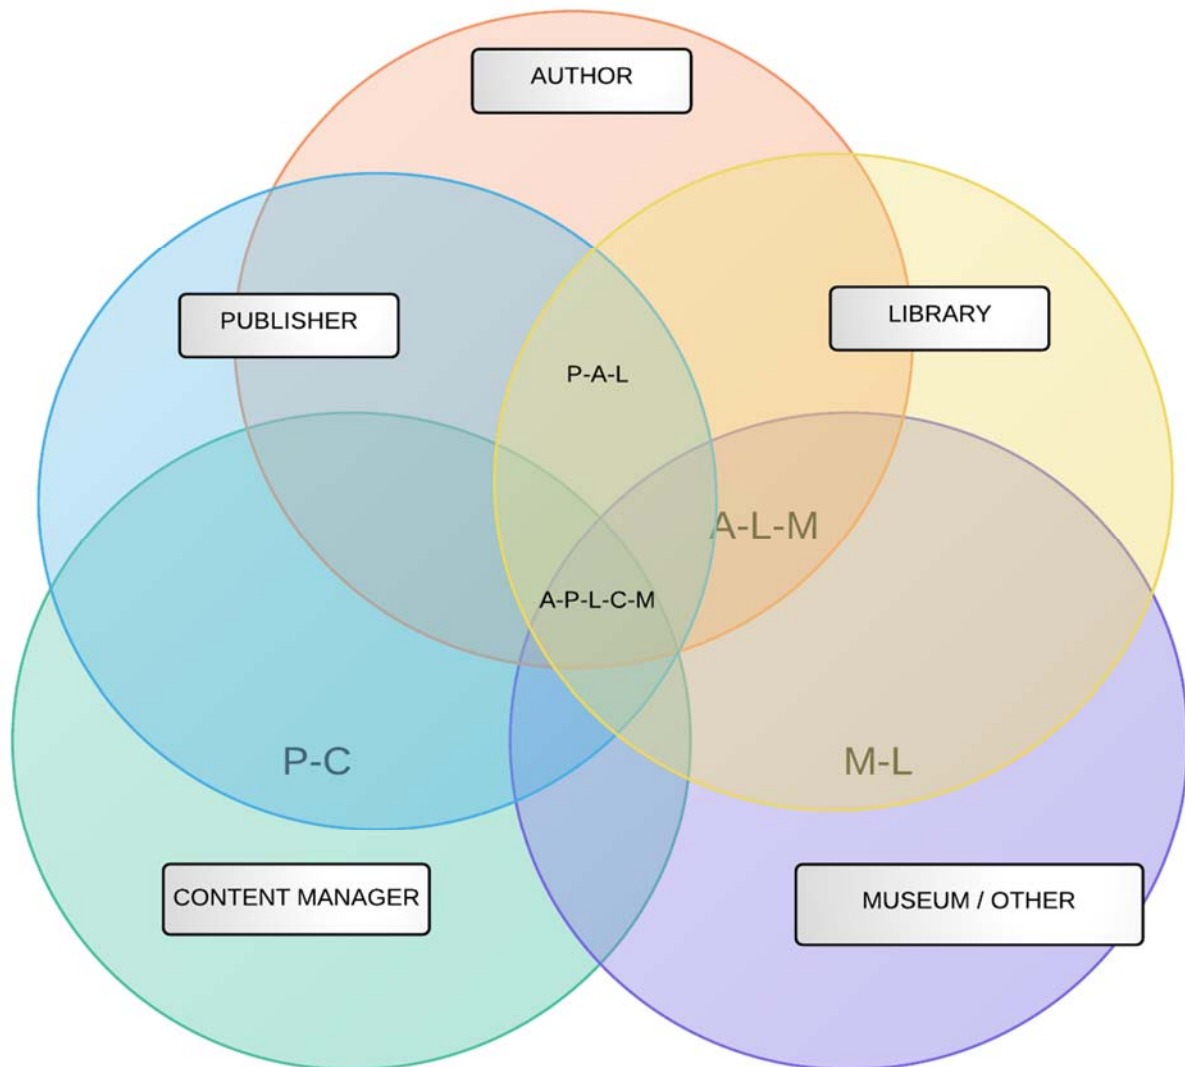 AUTHOR
PUBLISHER
LIBRARY
P-A-L
A-L-M
A-P-L-C-M
P-C
M-L
CONTENT MANAGER
MUSEUM / OTHER